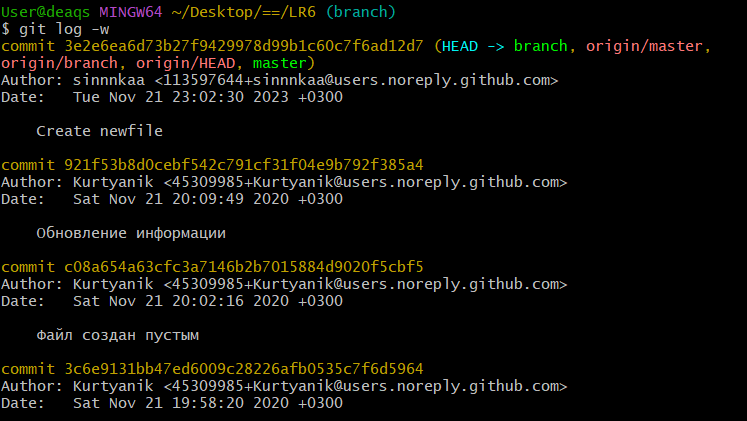 User@deaqs MINGW64 ~/Desktop/==/LR6 (branch)
$ git log -w
commit 3e2e6ea6d73b27f9429978d99b1c60c7f6ad12d7 (HEAD -> branch, origin/master,
origin/branch, origin/HEAD, master)
Author: sinnnkaa <113597644+sinnnkaa@users.noreply.github.com>
Date:   Tue Nov 21 23:02:30 2023 +0300
Create newfile
commit 921f53b8d0cebf542c791cf31f04e9b792f385a4
Author: Kurtyanik <45309985+Kurtyanik@users.noreply.github.com>
Date:   Sat Nov 21 20:09:49 2020 +0300
Обновление информации
commit c08a654a63cfc3a7146b2b7015884d9020f5cbf5
Author: Kurtyanik <45309985+Kurtyanik@users.noreply.github.com>
Date:   Sat Nov 21 20:02:16 2020 +0300
Файл создан пустым
commit 3c6e9131bb47ed6009c28226afb0535c7f6d5964
Author: Kurtyanik <45309985+Kurtyanik@users.noreply.github.com>
Date:   Sat Nov 21 19:58:20 2020 +0300